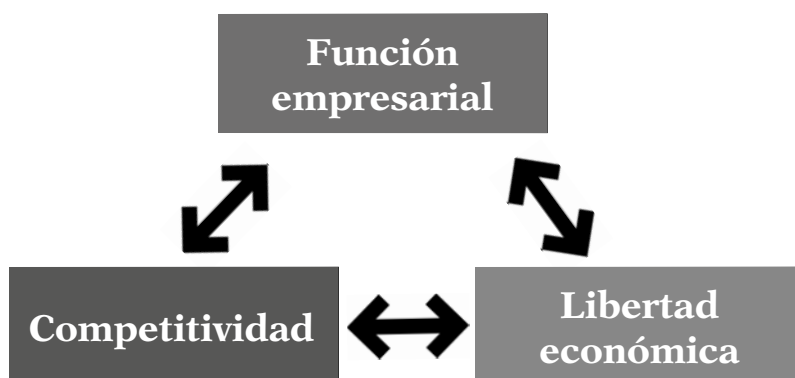 Función
empresarial
Competitividad
Libertad
económica